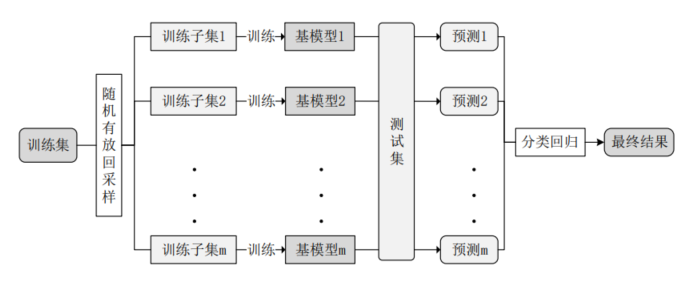 训练子集1
训练
基模型1
预测1
训练子集2
训练
基模型2
预测2
训练集
随机有放回采样
测试集
分类回归
最终结果
训练子集m
训练
基模型m
预测m